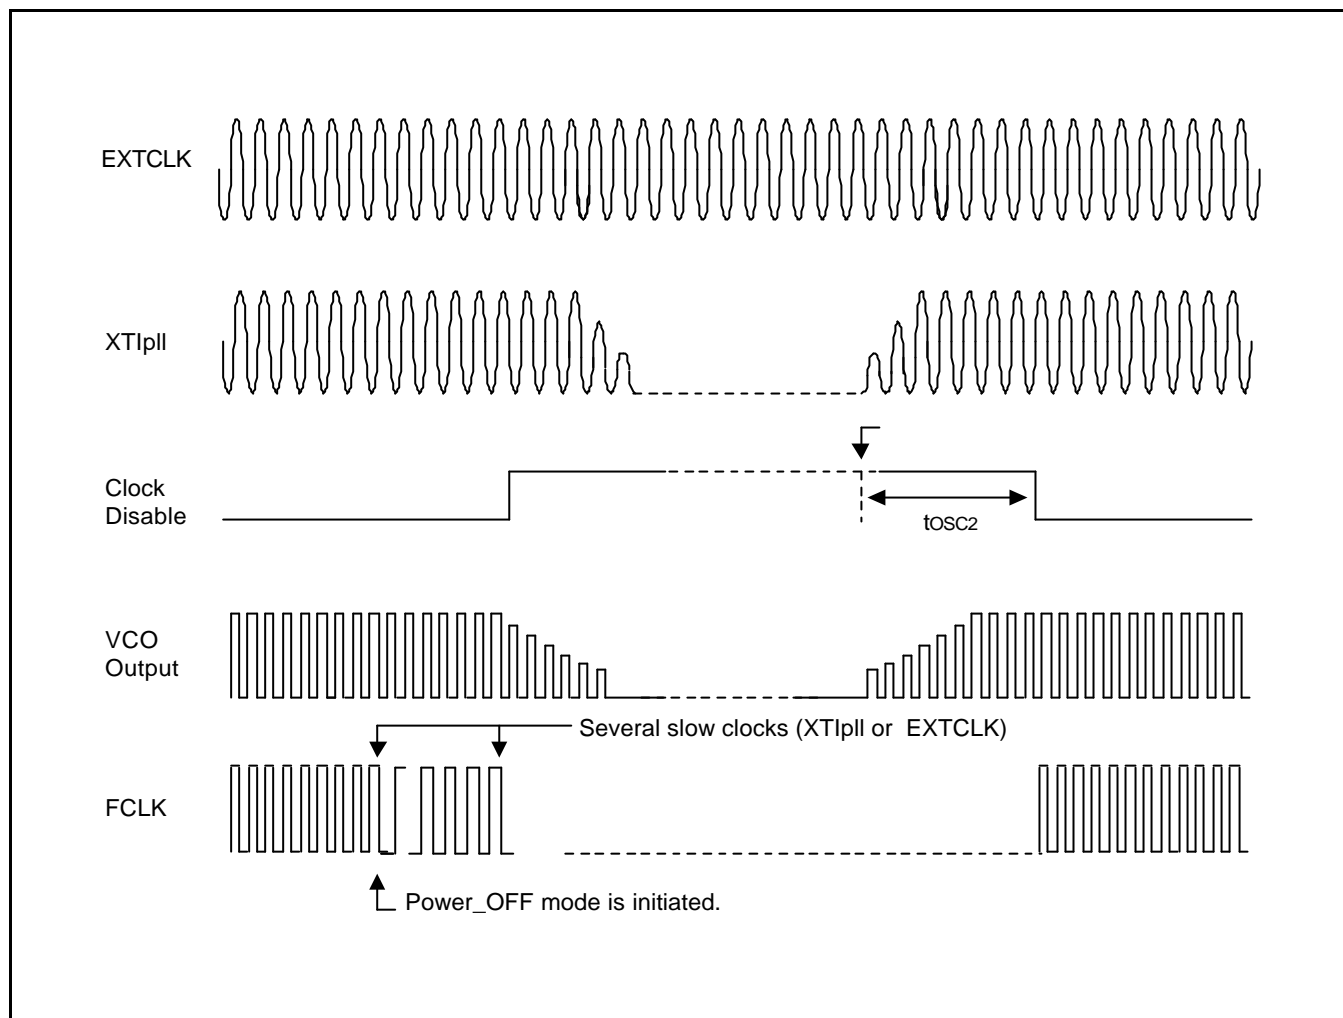 EXTCLK
XTIpll
Clock
Disable
tOSC2
VCO
Output
Several slow clocks (XTIpll or EXTCLK)
FCLK
Power_OFF mode is initiated.